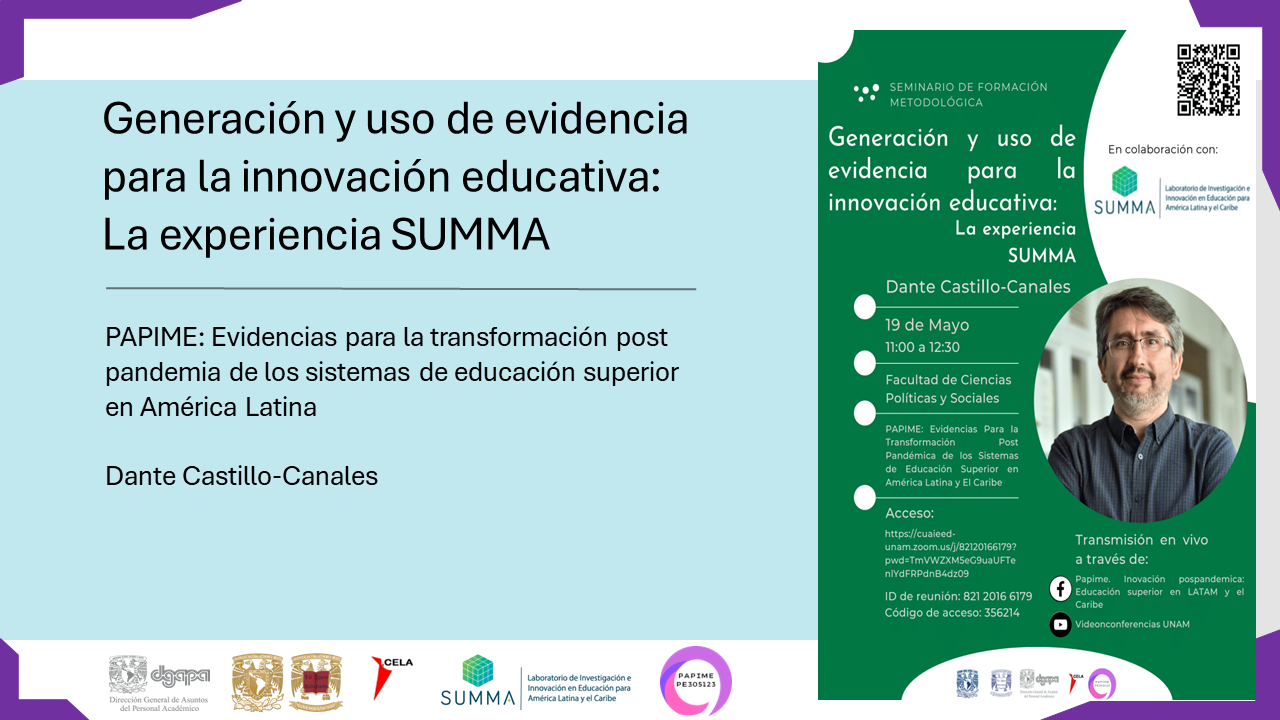 Generación y uso de evidencia
para la innovación educativa:
La experiencia SUMMA
PAPIME: Evidencias para la transformación post
pandemia de los sistemas de educación superior
en América Latina
Dante Castillo-Canales
dgapa
Dirección General de Asuntos
del Personal Académico
CELA
SUMMA
Laboratorio de Investigación e
Innovación en Educación para
América Latina y el Caribe
PAPIME
PE305123
SEMINARIO DE FORMACIÓN
METODOLÓGICA
Generación y uso de
evidencia para la
innovación educativa:
La experiencia
SUMMA
Dante Castillo-Canales
19 de Mayo
11:00 a 12:30
Facultad de Ciencias
Políticas y Sociales
PAPIME: Evidencias Para la
Transformación Post
Pandémica de los Sistemas
de Educación Superior en
América Latina y El Caribe
Acceso:
https://cuaieed-
unam.zoom.us/j/82120166179?
pwd=TmVWZXM5eG9uaUFTe
nlYdFRPdnB4dz09
ID de reunión: 821 2016 6179
Código de acceso: 356214
En colaboración con:
SUMMA
Laboratorio de Investigación e
Innovación en Educación para
América Latina y el Caribe
Transmisión en vivo
a través de:
Papime. Inovación pospandemica:
Educación superior en LATAM y el
Caribe
Videonconferencias UNAM
dgapa
CELA